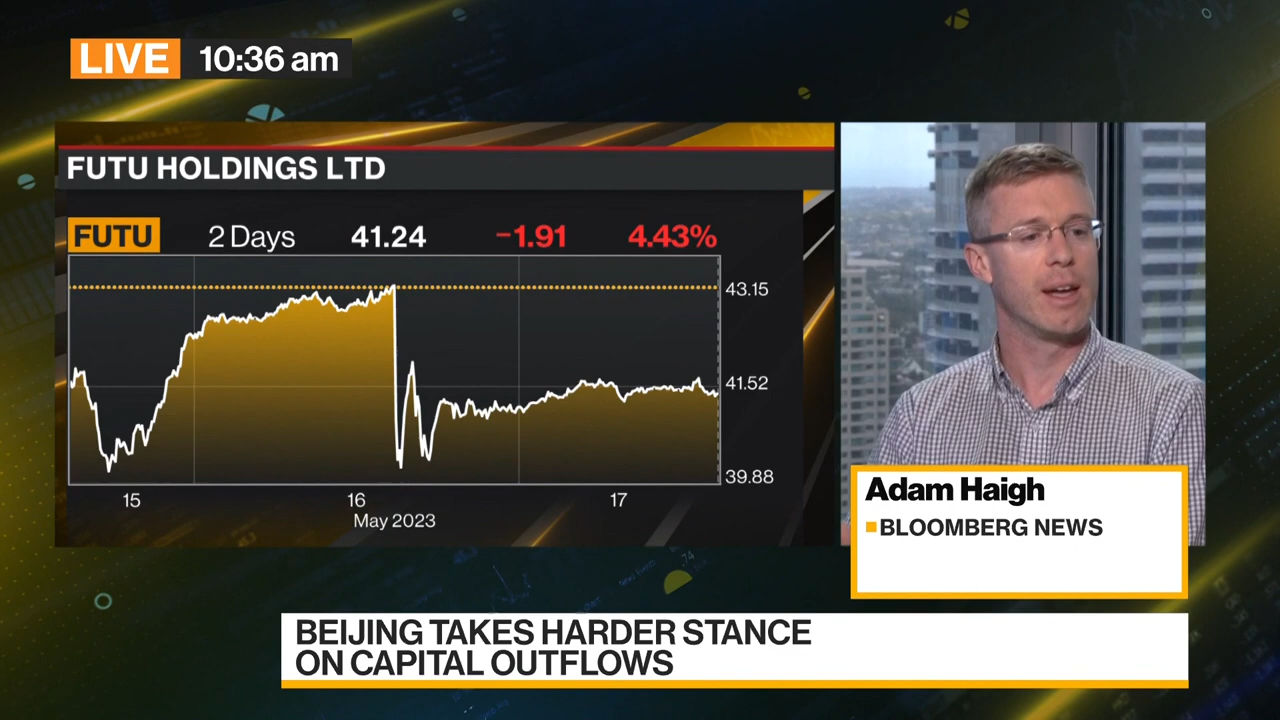 LIVE 10:36 am
FUTU HOLDINGS LTD
FUTU 2 Days 41.24 −1.91 4.43%
43.15
41.52
39.88
15 16 17
May 2023
Adam Haigh
BLOOMBERG NEWS
BEIJING TAKES HARDER STANCE
ON CAPITAL OUTFLOWS